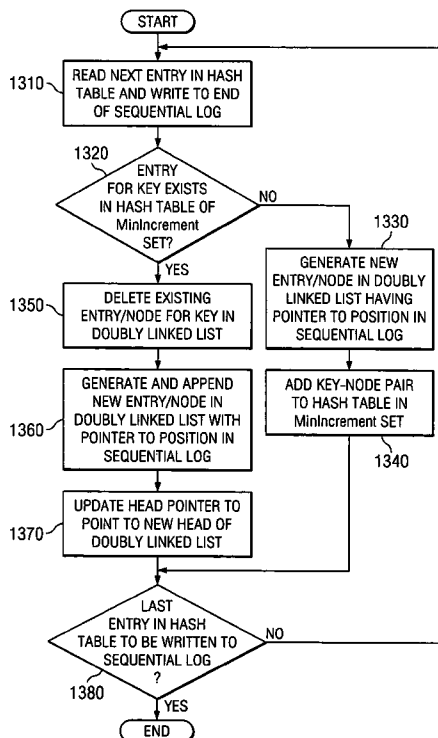 START
1310
READ NEXT ENTRY IN HASH
TABLE AND WRITE TO END
OF SEQUENTIAL LOG
1320
ENTRY
FOR KEY EXISTS
IN HASH TABLE OF
MinIncrement
SET?
NO
YES
1330
GENERATE NEW
ENTRY/NODE IN DOUBLY
LINKED LIST HAVING
POINTER TO POSITION IN
SEQUENTIAL LOG
1350
DELETE EXISTING
ENTRY/NODE FOR KEY IN
DOUBLY LINKED LIST
1360
GENERATE AND APPEND
NEW ENTRY/NODE IN
DOUBLY LINKED LIST WITH
POINTER TO POSITION IN
SEQUENTIAL LOG
ADD KEY-NODE PAIR
TO HASH TABLE IN
MinIncrement SET
1340
1370
UPDATE HEAD POINTER TO
POINT TO NEW HEAD OF
DOUBLY LINKED LIST
LAST
ENTRY IN HASH
TABLE TO BE WRITTEN TO
SEQUENTIAL LOG
?
NO
1380
YES
END